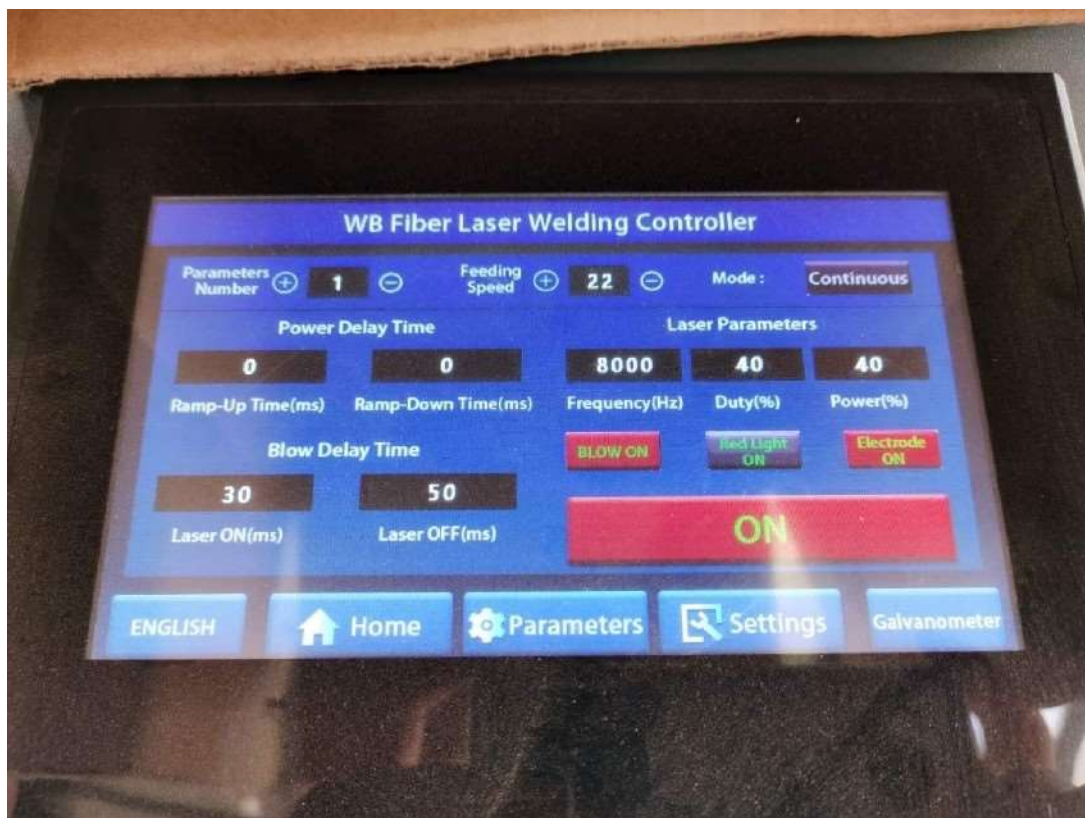 WB Fiber Laser Welding Controller
Parameters Number + 1 - Feeding Speed + 22 - Mode : Continuous
Power Delay Time Laser Parameters
0 0 8000 40 40
Ramp-Up Time(ms) Ramp-Down Time(ms) Frequency(Hz) Duty(%) Power(%)
Blow Delay Time BLOW ON Red Light ON Electrode ON
30 50
Laser ON(ms) Laser OFF(ms) ON
ENGLISH Home Parameters Settings Galvanometer